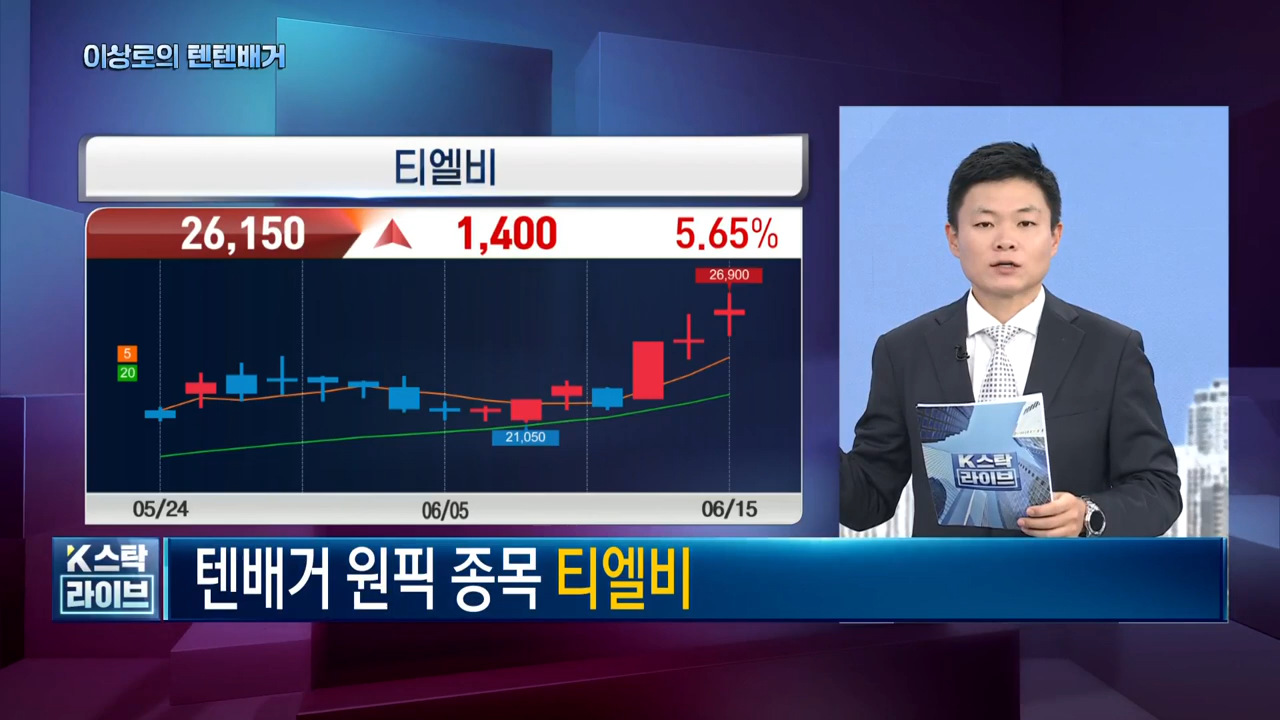 이상로의 텐텐배거
티엘비
26,150 1,400 5.65%
26,900
5
20
21,050
05/24 06/05 06/15
K스탁
라이브
K스탁
라이브
텐배거 원픽 종목 티엘비